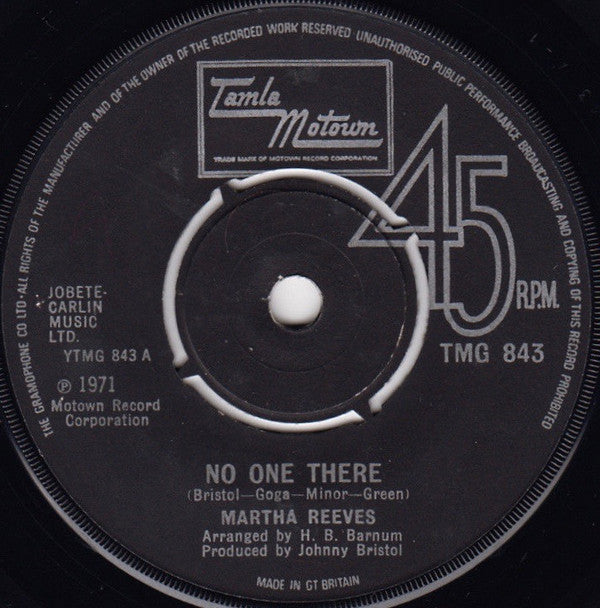 THE GRAMOPHONE CO LTD·ALL RIGHTS OF THE MANUFACTURER AND OF THE OWNER OF THE RECORDED WORK RESERVED UNAUTHORISED PUBLIC PERFORMANCE BROADCASTING AND COPYING OF THIS RECORD PROHIBITED
Tamla
Motown
TRADE MARK OF MOTOWN RECORD CORPORATION
45
R.P.M.
JOBETE-
CARLIN
MUSIC
LTD.
YTMG 843 A
TMG 843
℗ 1971
Motown Record
Corporation
NO ONE THERE
(Bristol—Goga—Minor—Green)
MARTHA REEVES
Arranged by H. B. Barnum
Produced by Johnny Bristol
MADE IN GT BRITAIN